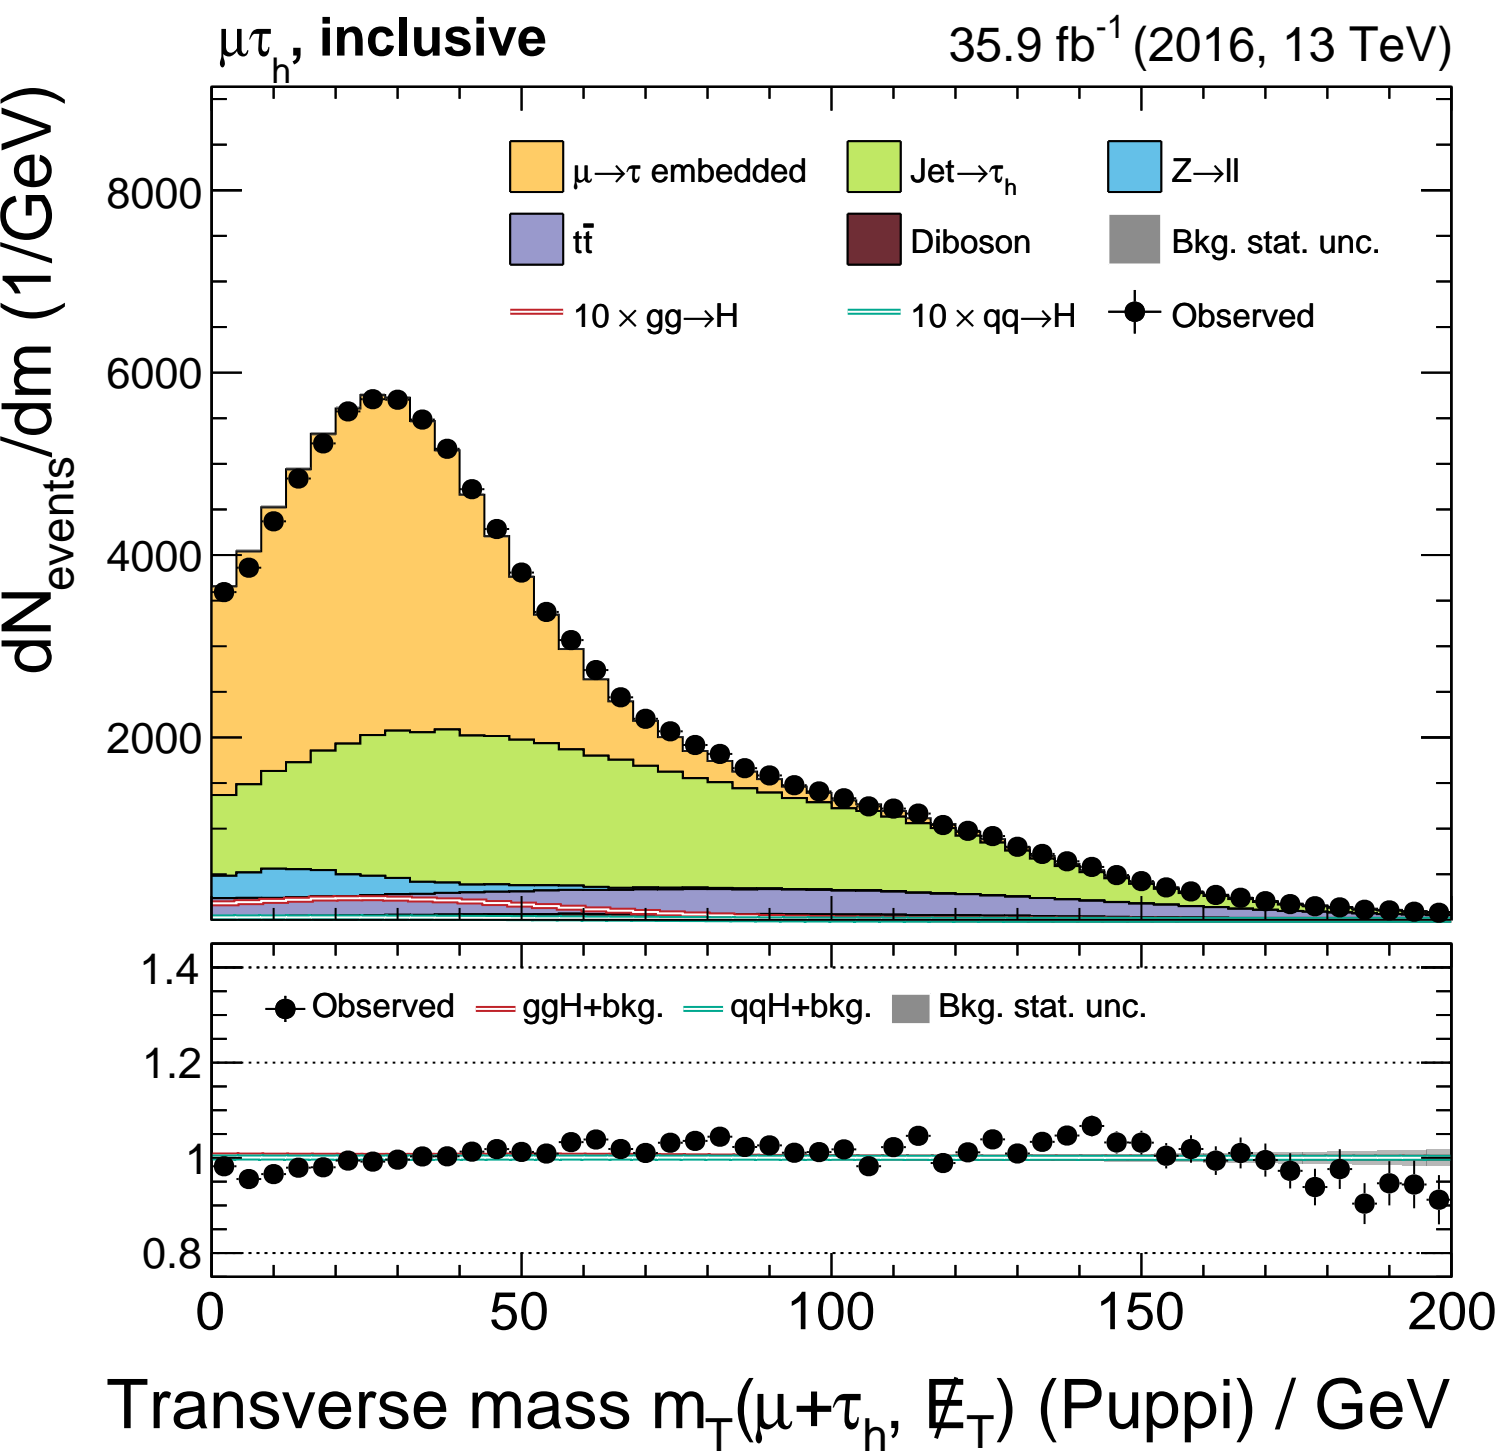 μτh, inclusive 35.9 fb-1 (2016, 13 TeV)
dNevents/dm (1/GeV)
μ→τ embedded Jet→τh Z→ll
tt̄ Diboson Bkg. stat. unc.
10 × gg→H 10 × qq→H Observed
8000
6000
4000
2000
1.4
Observed ggH+bkg. qqH+bkg. Bkg. stat. unc.
1.2
1
0.8
0 50 100 150 200
Transverse mass mT(μ+τh, E̸T) (Puppi) / GeV